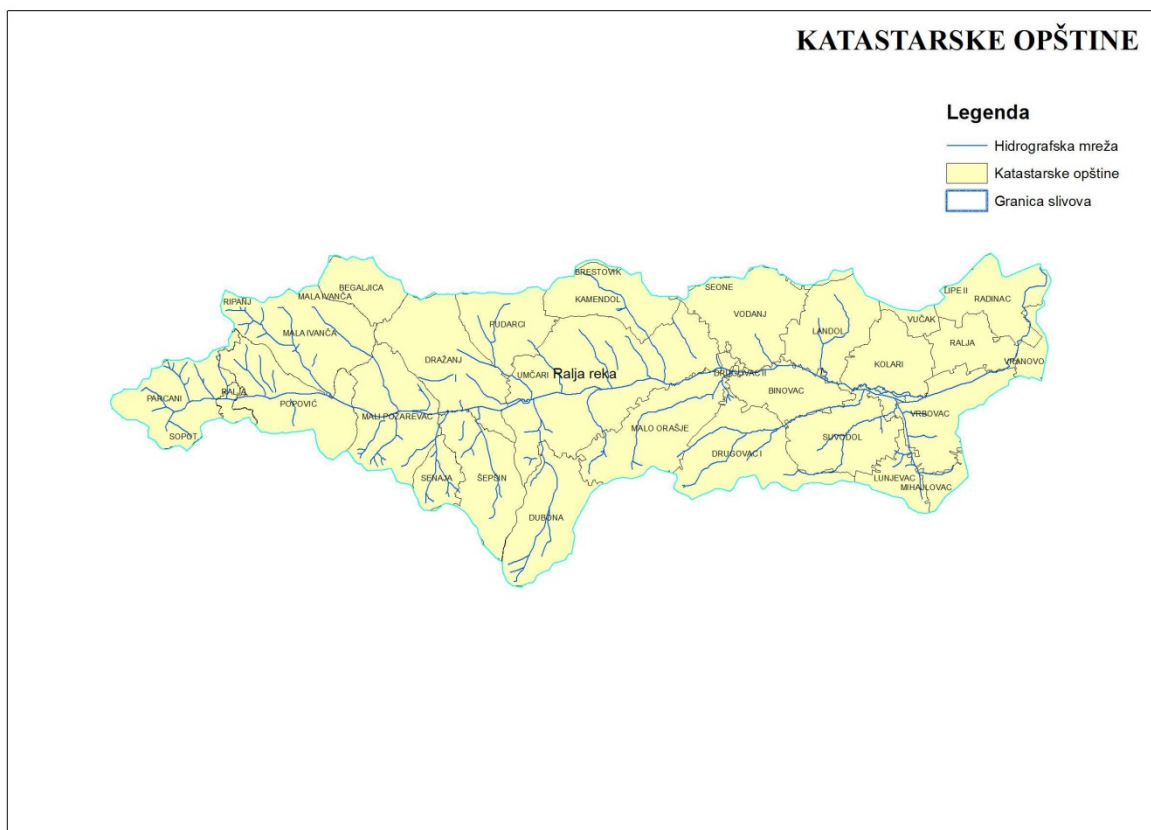 KATASTARSKE OPŠTINE
Legenda
Hidrografska mreža
Katastarske opštine
Granica slivova
BRESTOVIK
BEGALJICA
SEONE
LIPE II
MALA IVANČA
RIPANJ
KAMENDOL
RADINAC
VODANJ
VUČAK
PUDARCI
MALA IVANČA
LANDOL
RALJA
DRAŽANJ
KOLARI
VRANOVO
UMČARI
Ralja reka
DRUGOVAC II
RALJA
BINOVAC
PARCANI
POPOVIĆ
MALI POŽAREVAC
VRBOVAC
MALO ORAŠJE
SOPOT
SUVODOL
DRUGOVAC I
SENAJA
ŠEPŠIN
LUNJEVAC
MIHAJLOVAC
DUBONA